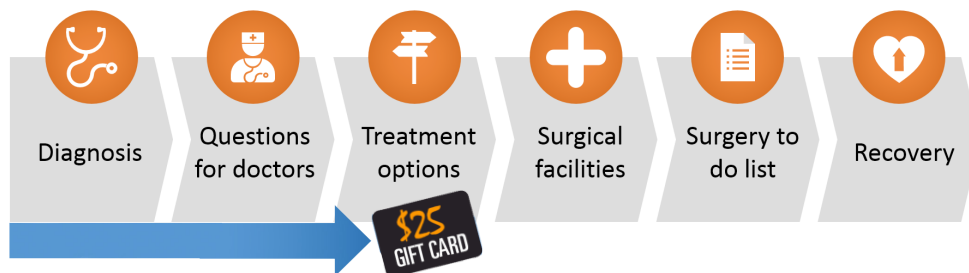 Diagnosis
Questions
for doctors
Treatment
options
Surgical
facilities
Surgery to
do list
Recovery
$25
GIFT CARD